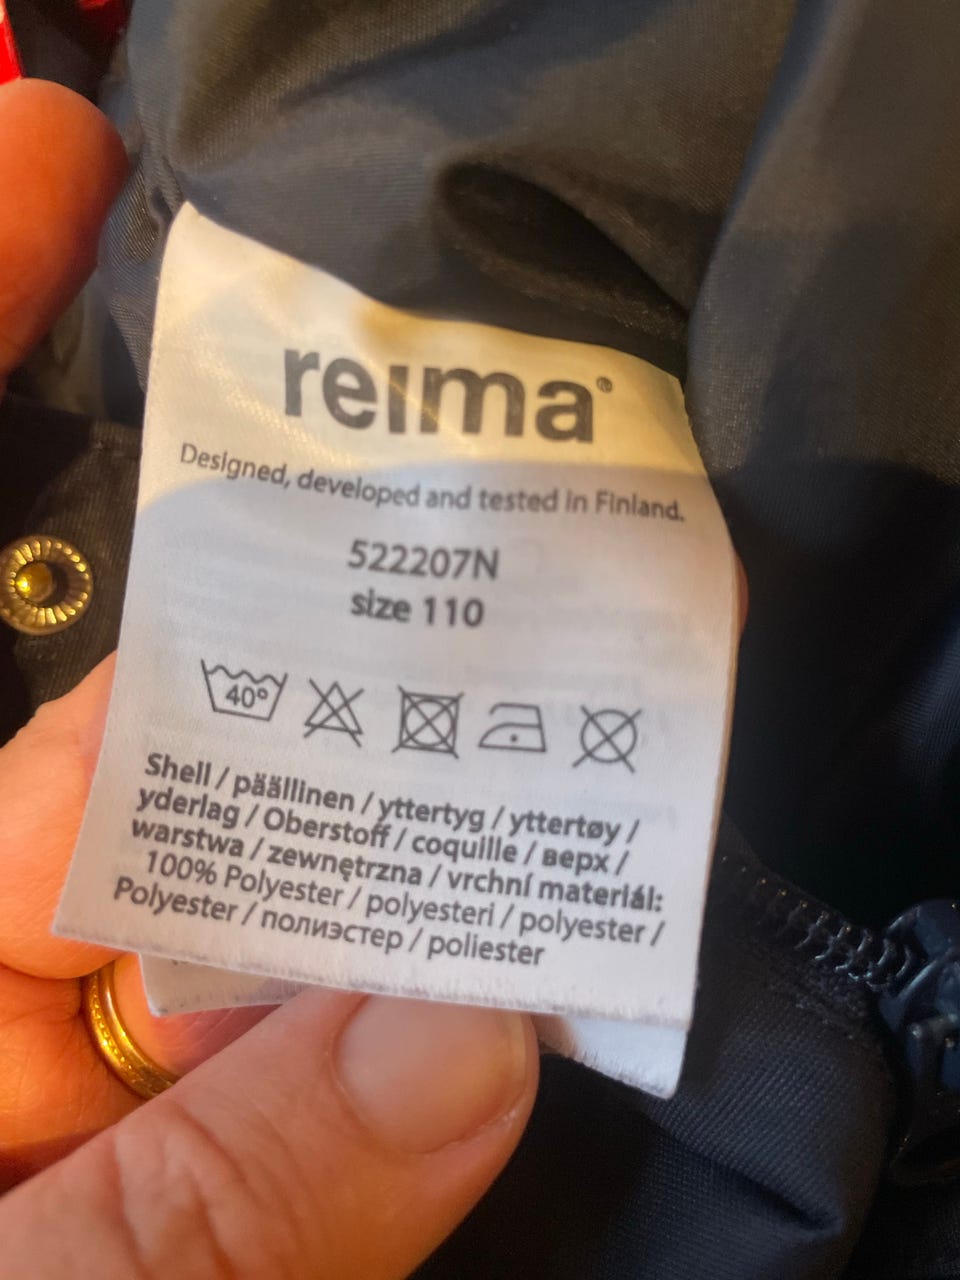 reima®
Designed, developed and tested in Finland.
522207N
size 110
40°
Shell / päällinen / yttertyg / yttertøy /
yderlag / Oberstoff / coquille / верх /
warstwa / zewnętrzna / vrchní materiál:
100% Polyester / polyesteri / polyester /
Polyester / полиэстер / poliester